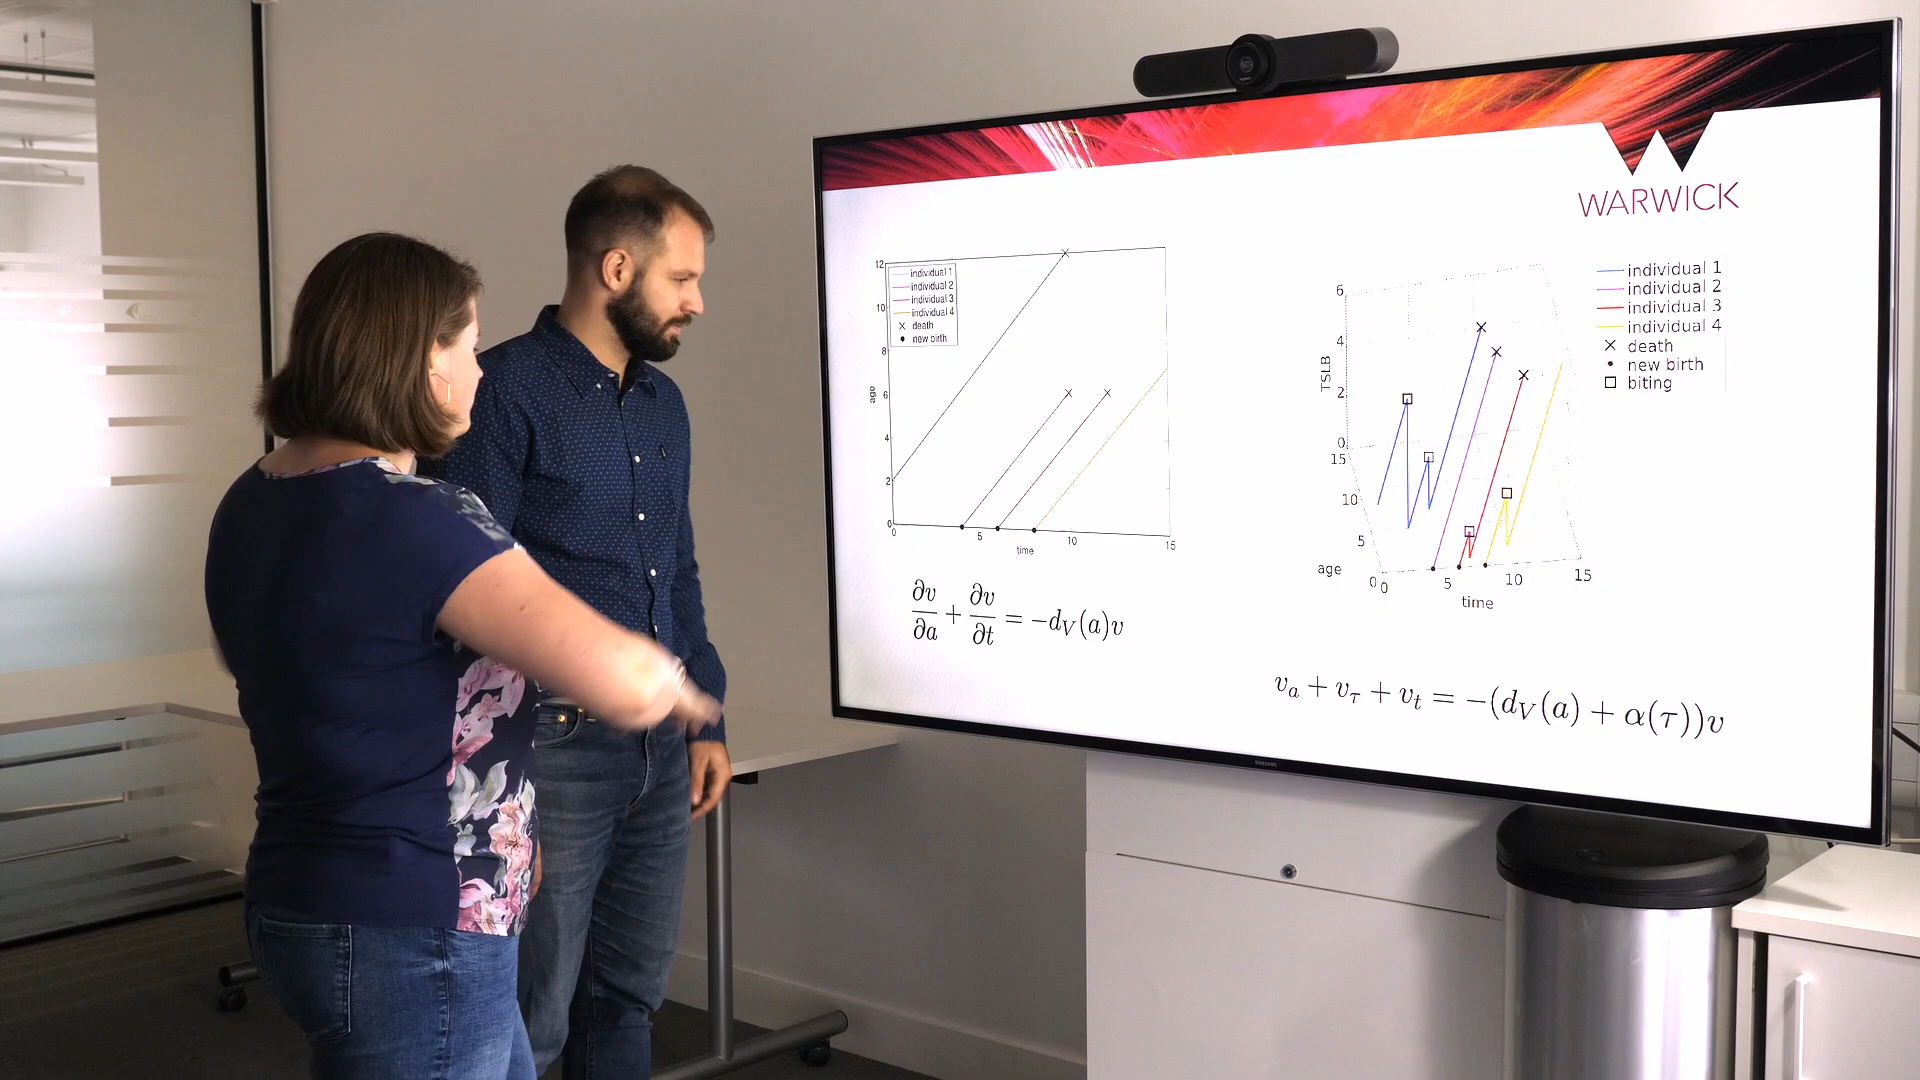 WARWICK
12
10
8
6
4
2
0
age
individual 1
individual 2
individual 3
individual 4
death
new birth
0
5
10
15
time
∂v/∂a + ∂v/∂t = −d_V(a)v
6
4
2
0
TSLB
15
10
5
0
age
0
5
10
15
time
individual 1
individual 2
individual 3
individual 4
death
new birth
biting
v_a + v_τ + v_t = −(d_V(a) + α(τ))v
SAMSUNG